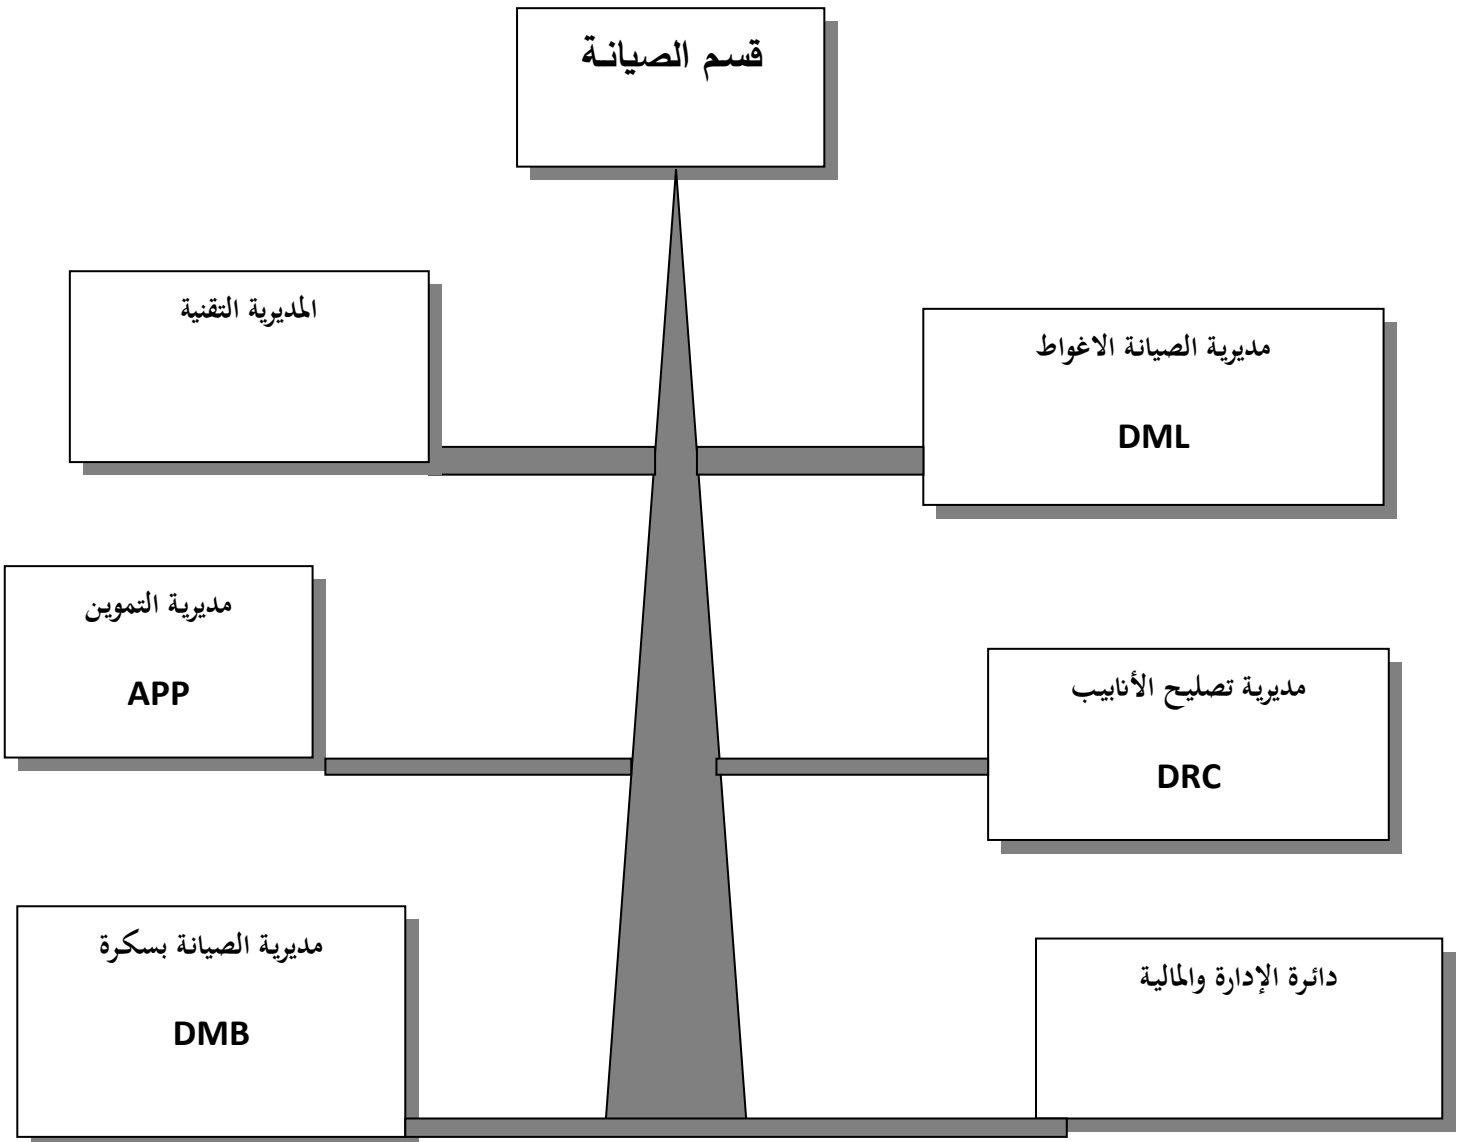 قسم الصيانة
المديرية التقنية
مديرية الصيانة الاغواط
DML
مديرية التموين
APP
مديرية تصليح الأنابيب
DRC
مديرية الصيانة بسكرة
DMB
دائرة الإدارة والمالية